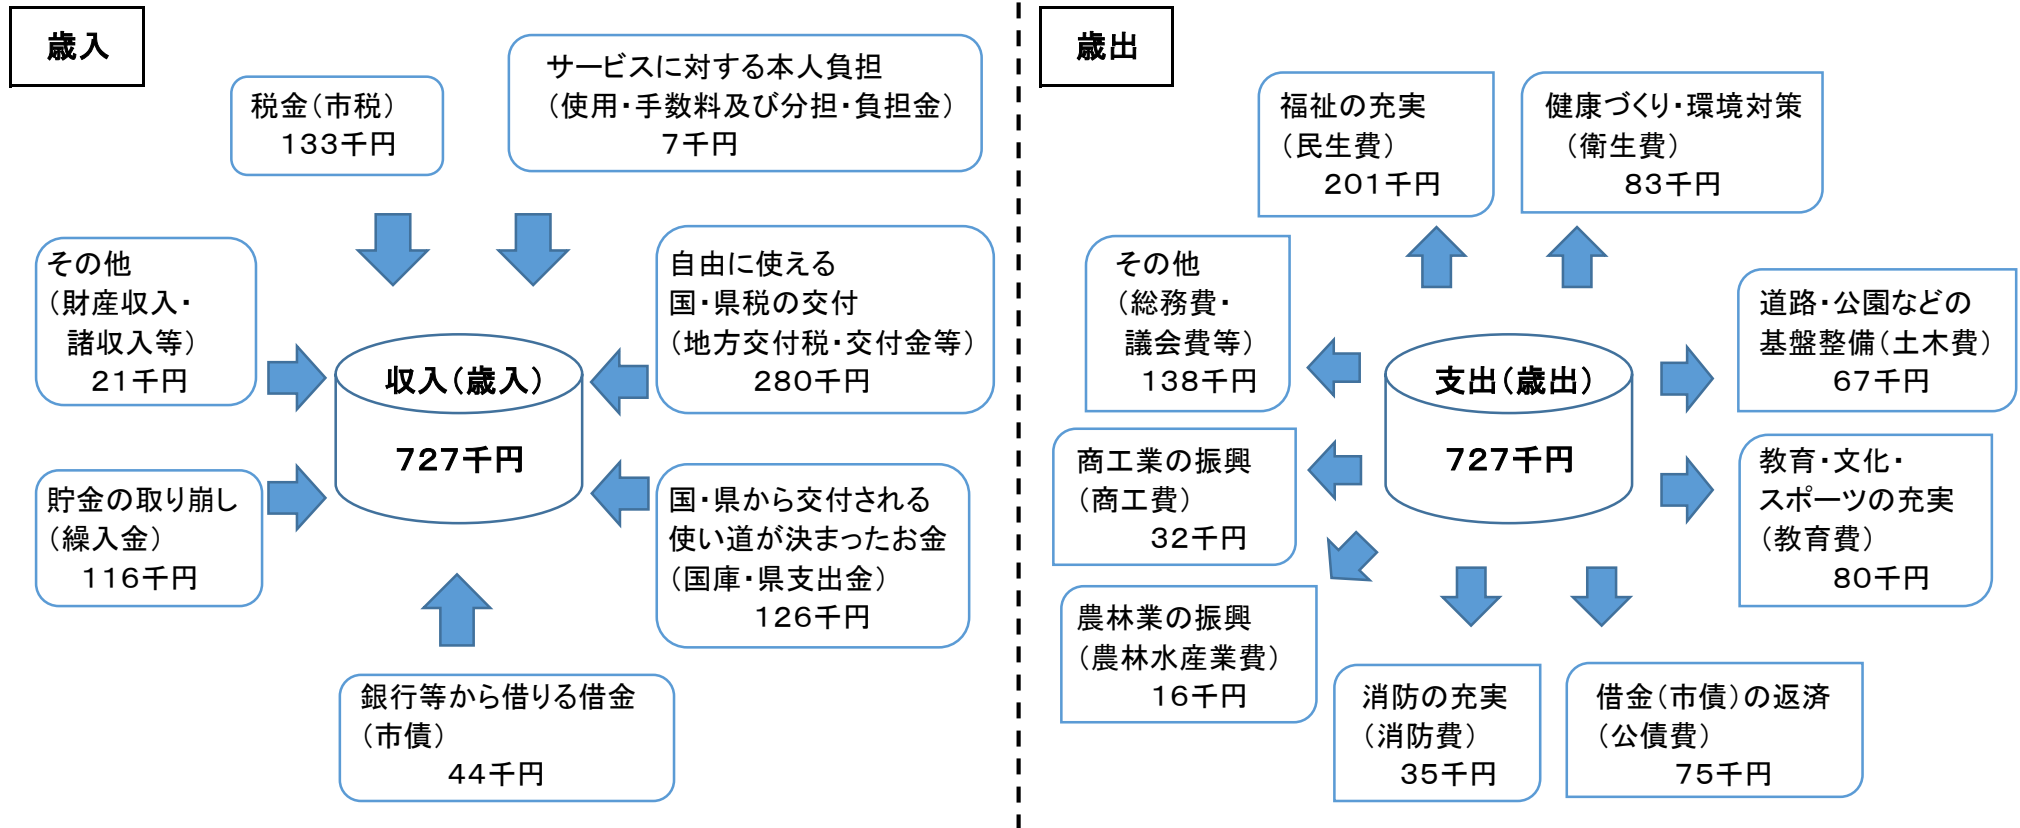 歳入
税金(市税)
133千円
サービスに対する本人負担
(使用・手数料及び分担・負担金)
7千円
その他
(財産収入・
諸収入等)
21千円
自由に使える
国・県税の交付
(地方交付税・交付金等)
280千円
収入(歳入)
727千円
貯金の取り崩し
(繰入金)
116千円
国・県から交付される
使い道が決まったお金
(国庫・県支出金)
126千円
銀行等から借りる借金
(市債)
44千円
歳出
福祉の充実
(民生費)
201千円
健康づくり・環境対策
(衛生費)
83千円
その他
(総務費・
議会費等)
138千円
道路・公園などの
基盤整備(土木費)
67千円
支出(歳出)
727千円
商工業の振興
(商工費)
32千円
教育・文化・
スポーツの充実
(教育費)
80千円
農林業の振興
(農林水産業費)
16千円
消防の充実
(消防費)
35千円
借金(市債)の返済
(公債費)
75千円